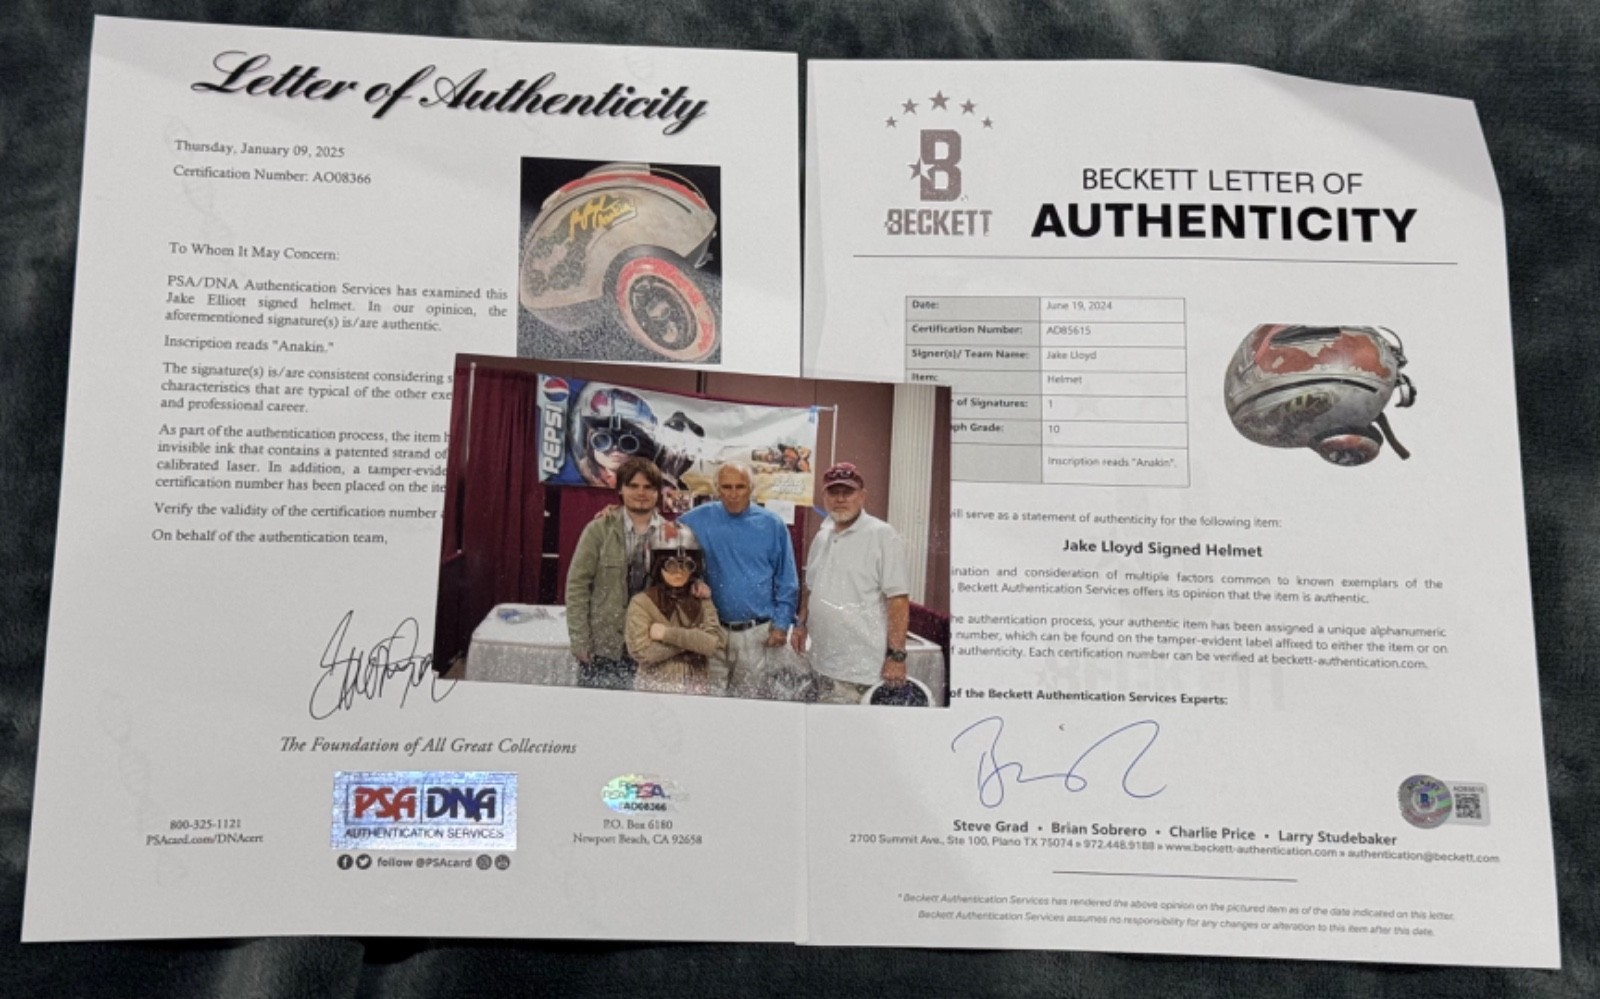 Letter of Authenticity
Thursday, January 09, 2025
Certification Number: AO08366
To Whom It May Concern:
PSA/DNA Authentication Services has examined this
Jake Elliott signed helmet. In our opinion, the
aforementioned signature(s) is/are authentic.
Inscription reads "Anakin."
The signature(s) is/are consistent considering s
characteristics that are typical of the other exe
and professional career.
As part of the authentication process, the item
invisible ink that contains a patented strand of
calibrated laser. In addition, a tamper-evide
certification number has been placed on the ite
Verify the validity of the certification number
On behalf of the authentication team,
The Foundation of All Great Collections
PSA DNA
AUTHENTICATION SERVICES
800-325-1121
PSAcard.com/DNAcert
follow @PSAcard
PSA
AO08366
P.O. Box 6180
Newport Beach, CA 92658
PEPSI
BECKETT
BECKETT LETTER OF
AUTHENTICITY
Date: June 19, 2024
Certification Number: AD85615
Signer(s)/ Team Name: Jake Lloyd
Item: Helmet
of Signatures: 1
ph Grade: 10
Inscription reads "Anakin".
ill serve as a statement of authenticity for the following item:
Jake Lloyd Signed Helmet
ination and consideration of multiple factors common to known exemplars of the
, Beckett Authentication Services offers its opinion that the item is authentic.
he authentication process, your authentic item has been assigned a unique alphanumeric
number, which can be found on the tamper-evident label affixed to either the item or on
f authenticity. Each certification number can be verified at beckett-authentication.com.
of the Beckett Authentication Services Experts:
BECKETT
AD85615
Steve Grad • Brian Sobrero • Charlie Price • Larry Studebaker
2700 Summit Ave., Ste 100, Plano TX 75074 » 972.448.9188 » www.beckett-authentication.com » authentication@beckett.com
* Beckett Authentication Services has rendered the above opinion on the pictured item as of the date indicated on this letter.
Beckett Authentication Services assumes no responsibility for any changes or alteration to this item after this date.